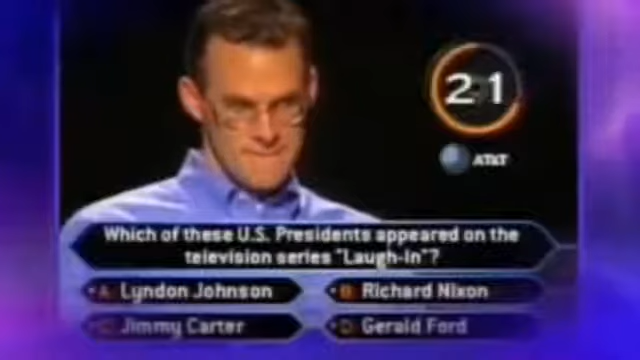 21
AT&T
Which of these U.S. Presidents appeared on the
television series "Laugh-In"?
A: Lyndon Johnson
B: Richard Nixon
C: Jimmy Carter
D: Gerald Ford